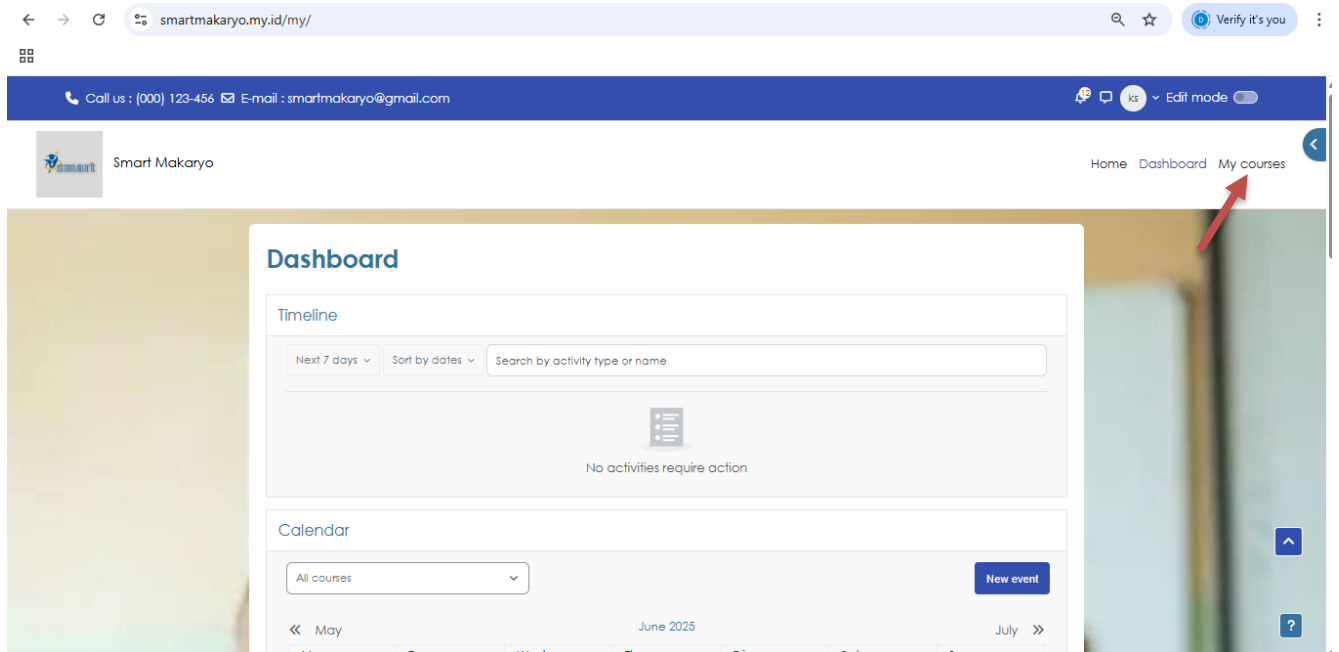 smartmakaryo.my.id/my/
D Verify it's you
Call us : (000) 123-456 E-mail : smartmakaryo@gmail.com
12 ks Edit mode
smart Smart Makaryo
Home Dashboard My courses
Dashboard
Timeline
Next 7 days Sort by dates Search by activity type or name
No activities require action
Calendar
All courses New event
May June 2025 July
?